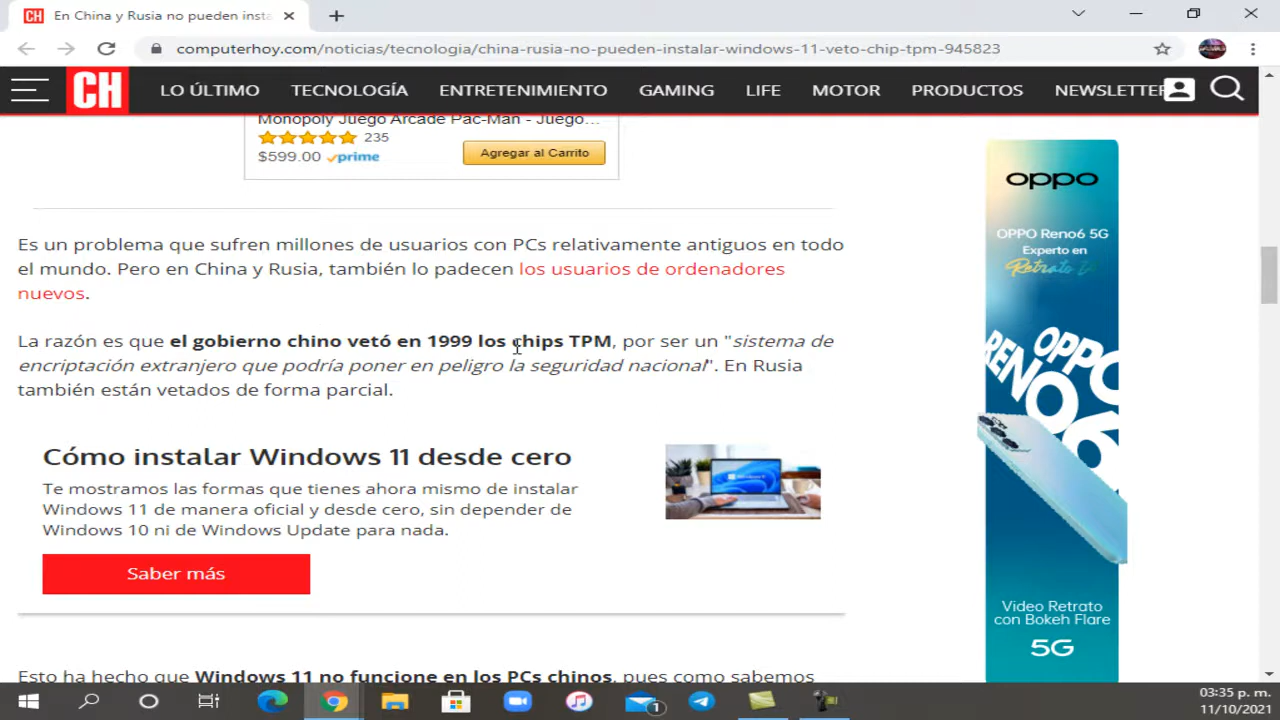 CH En China y Rusia no pueden insta
computerhoy.com/noticias/tecnologia/china-rusia-no-pueden-instalar-windows-11-veto-chip-tpm-945823
CH LO ÚLTIMO TECNOLOGÍA ENTRETENIMIENTO GAMING LIFE MOTOR PRODUCTOS NEWSLETTER
Monopoly Juego Arcade Pac-Man - Juego...
235
$599.00 prime Agregar al Carrito
Es un problema que sufren millones de usuarios con PCs relativamente antiguos en todo
el mundo. Pero en China y Rusia, también lo padecen los usuarios de ordenadores
nuevos.
La razón es que el gobierno chino vetó en 1999 los chips TPM, por ser un "sistema de
encriptación extranjero que podría poner en peligro la seguridad nacional". En Rusia
también están vetados de forma parcial.
Cómo instalar Windows 11 desde cero
Te mostramos las formas que tienes ahora mismo de instalar
Windows 11 de manera oficial y desde cero, sin depender de
Windows 10 ni de Windows Update para nada.
Saber más
Esto ha hecho que Windows 11 no funcione en los PCs chinos, pues como sabemos
oppo
OPPO Reno6 5G
Experto en
Retrato
RENO
RENO6
Video Retrato
con Bokeh Flare
5G
1
03:35 p. m.
11/10/2021